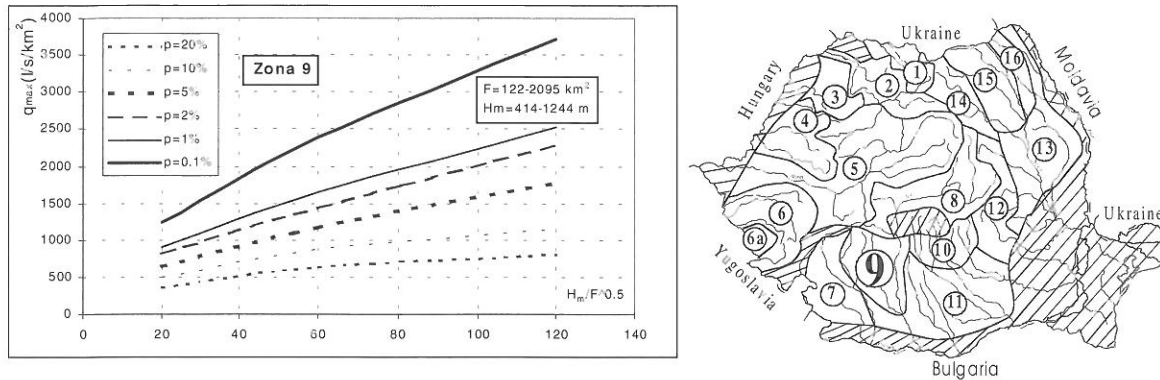 qmax(l/s/km²)
4000
3500
3000
2500
2000
1500
1000
500
0
p=20%
p=10%
p=5%
p=2%
p=1%
p=0.1%
Zona 9
F=122-2095 km²
Hm=414-1244 m
Hm/F^0.5
0 20 40 60 80 100 120 140
Ukraine
Moldavia
Hungary
16
15
1
2
3
14
4
13
5
8
12
6
6a
Ukraine
10
9
7
11
Yugoslavia
Bulgaria